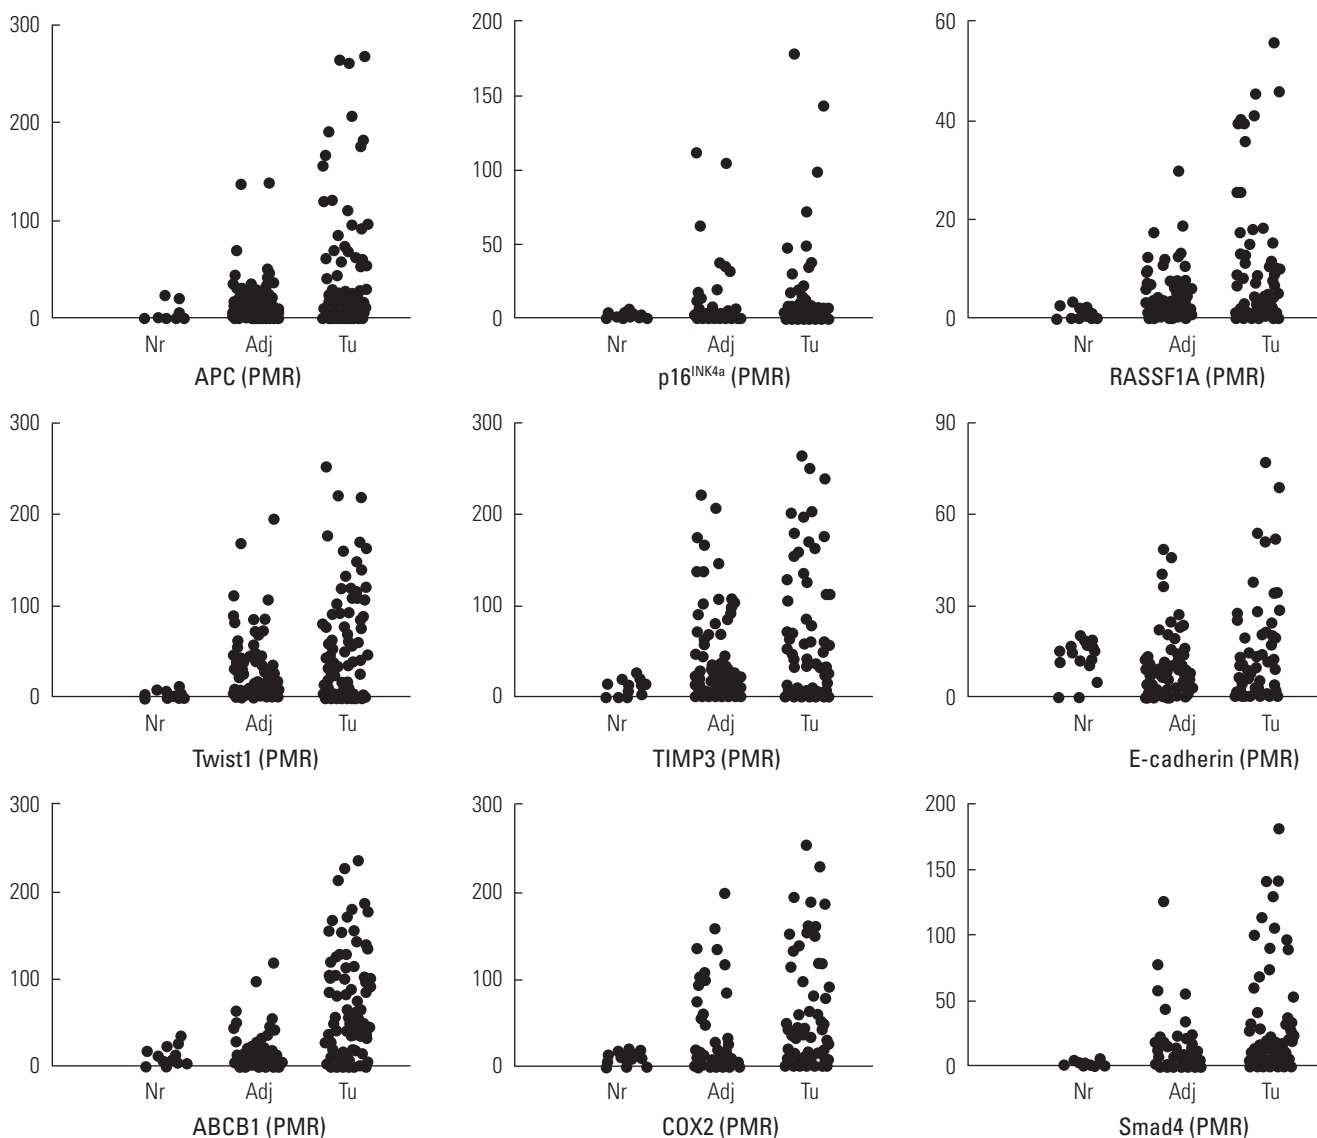 300
200
100
0
Nr Adj Tu
APC (PMR)
200
150
100
50
0
Nr Adj Tu
p16INK4a (PMR)
60
40
20
0
Nr Adj Tu
RASSF1A (PMR)
300
200
100
0
Nr Adj Tu
Twist1 (PMR)
300
200
100
0
Nr Adj Tu
TIMP3 (PMR)
90
60
30
0
Nr Adj Tu
E-cadherin (PMR)
300
200
100
0
Nr Adj Tu
ABCB1 (PMR)
300
200
100
0
Nr Adj Tu
COX2 (PMR)
200
150
100
50
0
Nr Adj Tu
Smad4 (PMR)